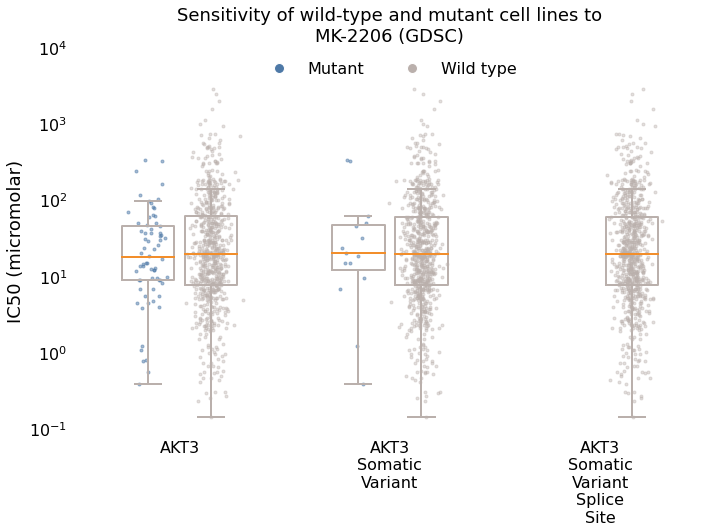 Sensitivity of wild-type and mutant cell lines to
MK-2206 (GDSC)
Mutant
Wild type
IC50 (micromolar)
10^4
10^3
10^2
10^1
10^0
10^-1
AKT3
AKT3
Somatic
Variant
AKT3
Somatic
Variant
Splice
Site